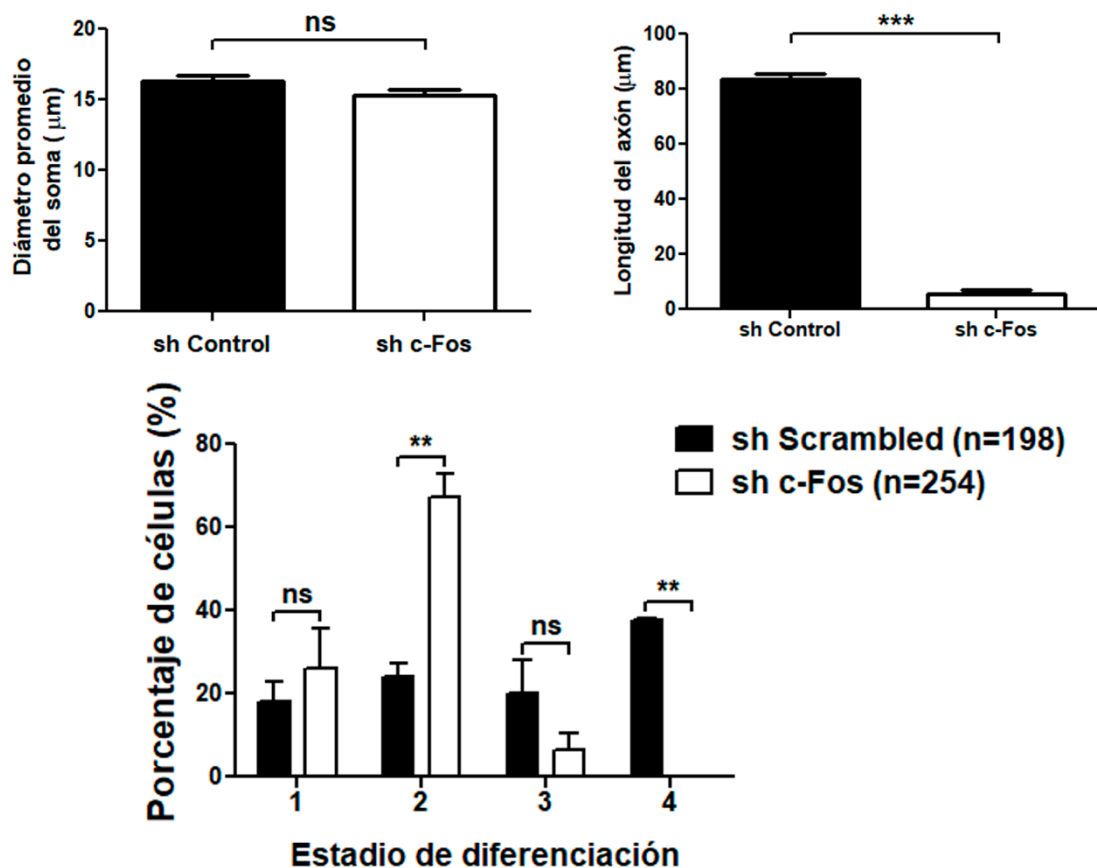 Diámetro promedio
del soma ( μm)
20
15
10
5
0
ns
sh Control
sh c-Fos
Longitud del axón (μm)
100
80
60
40
20
0
***
sh Control
sh c-Fos
Porcentaje de células (%)
80
60
40
20
0
ns
**
ns
**
1 2 3 4
Estadio de diferenciación
sh Scrambled (n=198)
sh c-Fos (n=254)